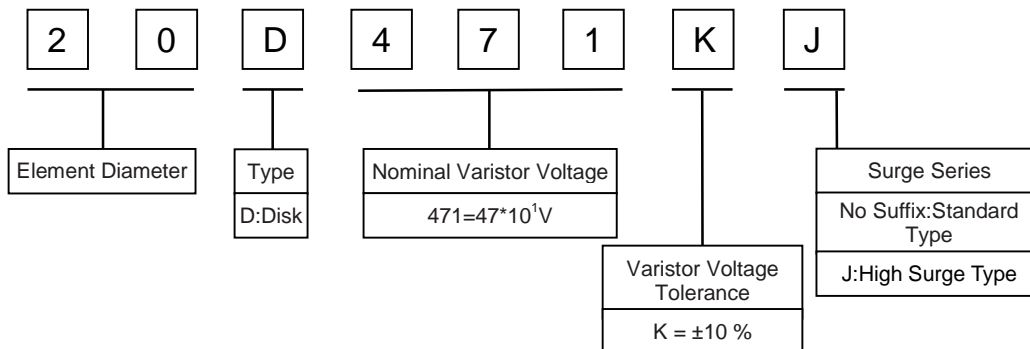 2 0 D 4 7 1 K J
Element Diameter
Type
D:Disk
Nominal Varistor Voltage
471=47*10¹V
Varistor Voltage
Tolerance
K = ±10 %
Surge Series
No Suffix:Standard
Type
J:High Surge Type